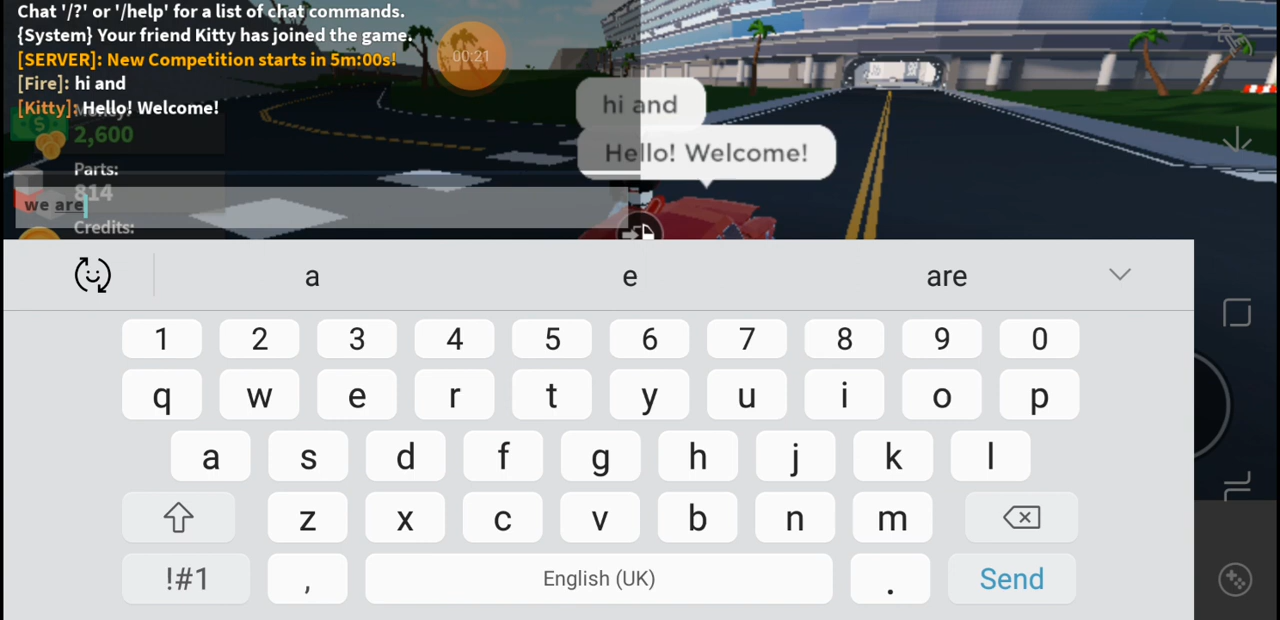 Chat '/?' or '/help' for a list of chat commands.
{System} Your friend Kitty has joined the game.
00:21
[SERVER]: New Competition starts in 5m:00s!
[Fire]: hi and
[Kitty]: Hello! Welcome!
hi and
Hello! Welcome!
Money:
2,600
Parts:
814
we are
Credits:
a e are
1 2 3 4 5 6 7 8 9 0
q w e r t y u i o p
a s d f g h j k l
z x c v b n m
!#1 , English (UK) . Send